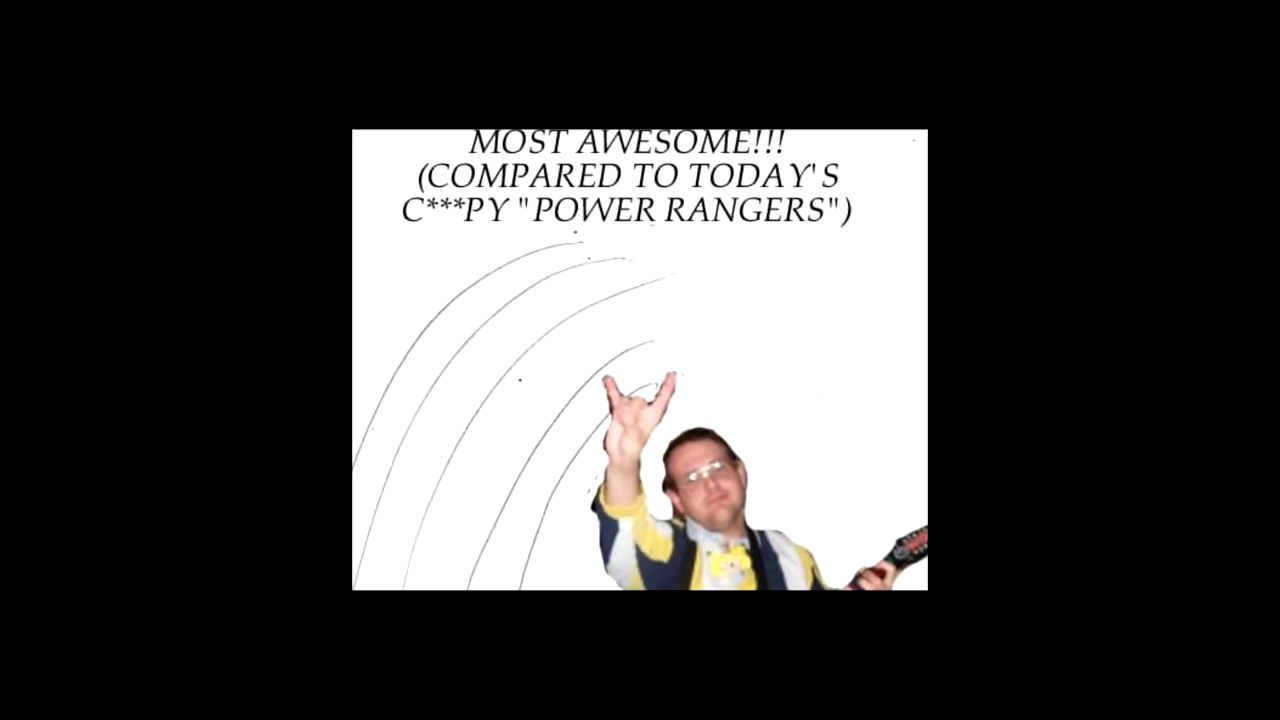 MOST AWESOME!!!
(COMPARED TO TODAY'S
C***PY "POWER RANGERS")